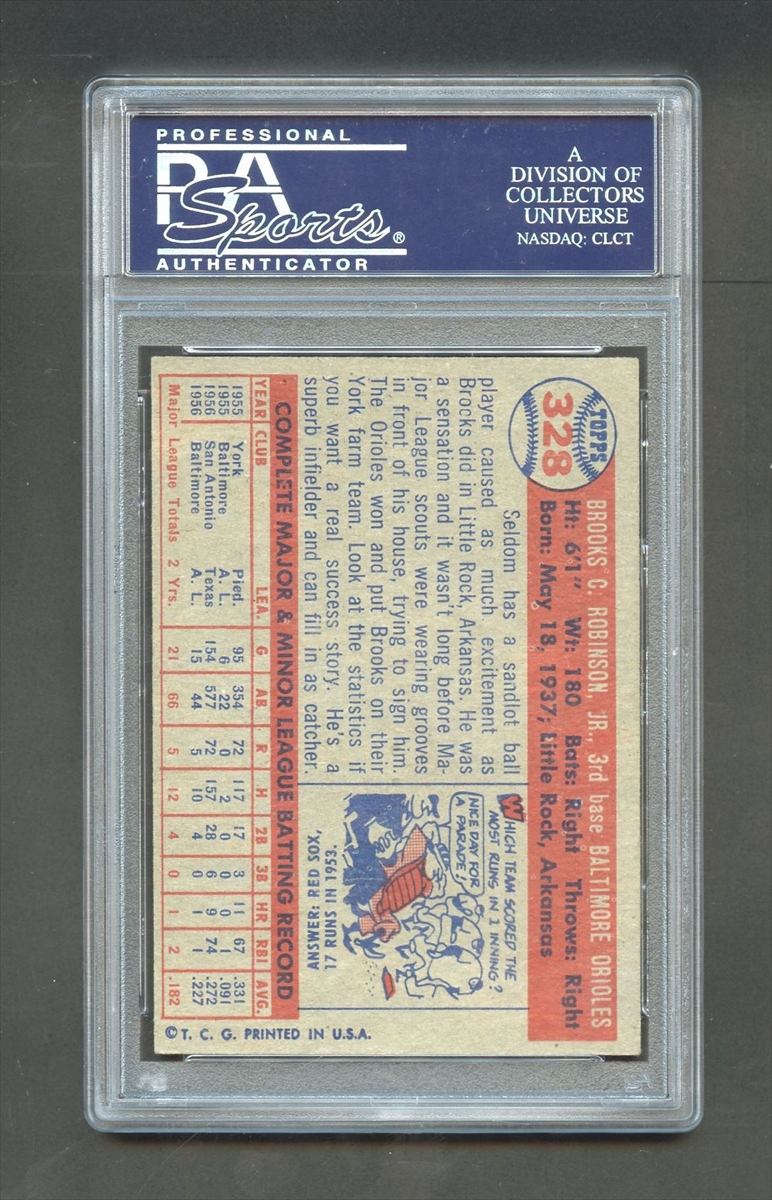 PROFESSIONAL
PSA
Sports®
AUTHENTICATOR
A
DIVISION OF
COLLECTORS
UNIVERSE
NASDAQ: CLCT
TOPPS
328
BROOKS C. ROBINSON JR., 3rd base BALTIMORE ORIOLES
Ht: 6'1" Wt: 180 Bats: Right Throws: Right
Born: May 18, 1937; Little Rock, Arkansas
Seldom has a sandlot ball
player caused as much excitement as
Brooks did in Little Rock, Arkansas. He was
a sensation and it wasn't long before Ma-
jor League scouts were wearing grooves
in front of his house, trying to sign him.
The Orioles won and put Brooks on their
York farm team. Look at the statistics if
you want a real success story. He's a
superb infielder and can fill in as catcher.
WHICH TEAM SCORED THE
MOST RUNS IN 1 INNING?
NICE DAY FOR
A PARADE!
ANSWER: RED SOX,
17 RUNS IN 1953.
COMPLETE MAJOR & MINOR LEAGUE BATTING RECORD
YEAR CLUB LEA. G AB R H 2B 3B HR RBI AVG.
1955 York Pied. 95 354 72 117 17 3 11 67 .331
1955 Baltimore A. L. 6 22 0 2 0 0 0 1 .091
1956 San Antonio Texas 154 577 72 157 28 6 9 74 .272
1956 Baltimore A. L. 15 44 5 10 4 0 1 1 .227
Major League Totals 2 Yrs. 21 66 5 12 4 0 1 2 .182
© T. C. G. PRINTED IN U.S.A.